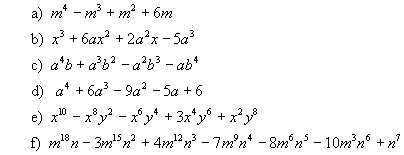 a) m⁴ − m³ + m² + 6m
b) x³ + 6ax² + 2a²x − 5a³
c) a⁴b + a³b² − a²b³ − ab⁴
d) a⁴ + 6a³ − 9a² − 5a + 6
e) x¹⁰ − x⁸y² − x⁶y⁴ + 3x⁴y⁶ + x²y⁸
f) m¹⁸n − 3m¹⁵n² + 4m¹²n³ − 7m⁹n⁴ − 8m⁶n⁵ − 10m³n⁶ + n⁷